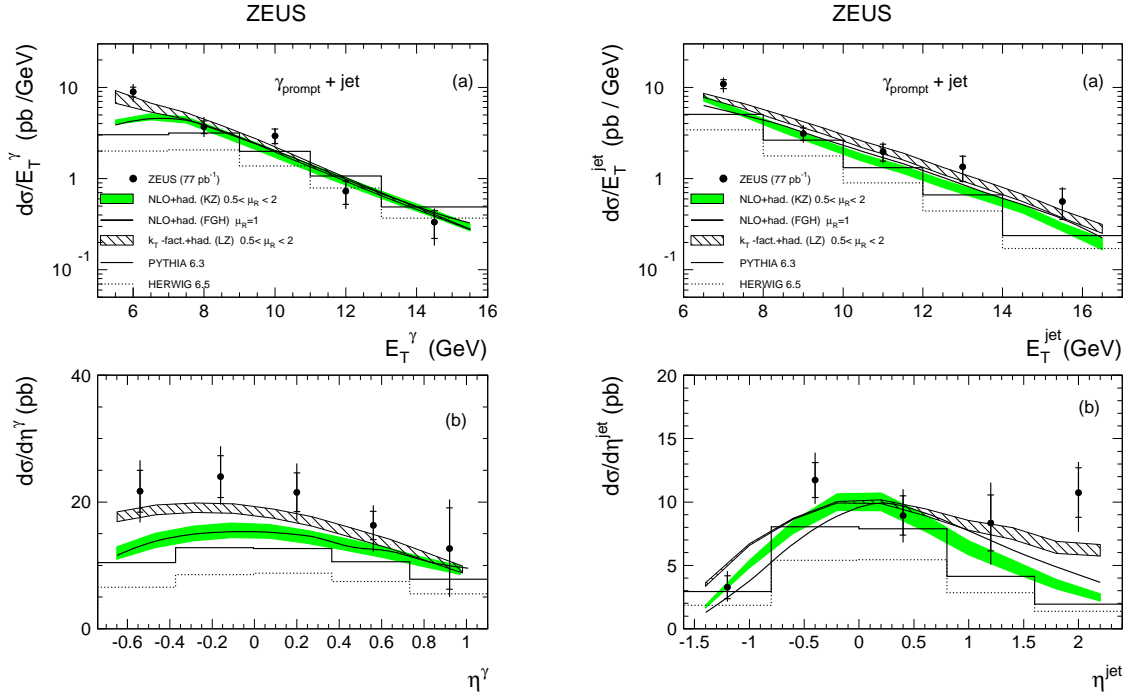 ZEUS
dσ/E_T^γ (pb /GeV)
γ_prompt + jet
(a)
10
1
10^-1
ZEUS (77 pb^-1)
NLO+had. (KZ) 0.5< μ_R < 2
NLO+had. (FGH) μ_R=1
k_T -fact.+had. (LZ) 0.5< μ_R < 2
PYTHIA 6.3
HERWIG 6.5
6 8 10 12 14 16
E_T^γ (GeV)
dσ/dη^γ (pb)
(b)
40
30
20
10
0
-0.6 -0.4 -0.2 0 0.2 0.4 0.6 0.8 1
η^γ
ZEUS
dσ/E_T^jet (pb / GeV)
γ_prompt + jet
(a)
10
1
10^-1
ZEUS (77 pb^-1)
NLO+had. (KZ) 0.5< μ_R < 2
NLO+had. (FGH) μ_R=1
k_T -fact.+had. (LZ) 0.5< μ_R < 2
PYTHIA 6.3
HERWIG 6.5
6 8 10 12 14 16
E_T^jet (GeV)
dσ/dη^jet (pb)
(b)
20
15
10
5
0
-1.5 -1 -0.5 0 0.5 1 1.5 2
η^jet